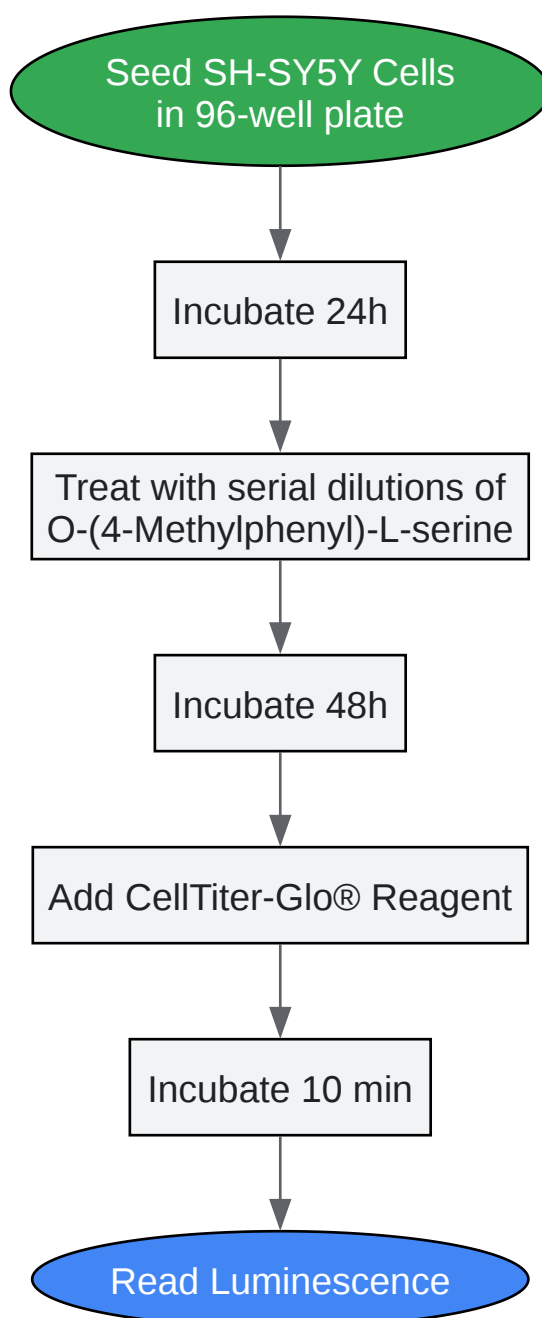 Seed SH-SY5Y Cells
in 96-well plate
Incubate 24h
Treat with serial dilutions of
O-(4-Methylphenyl)-L-serine
Incubate 48h
Add CellTiter-Glo® Reagent
Incubate 10 min
Read Luminescence